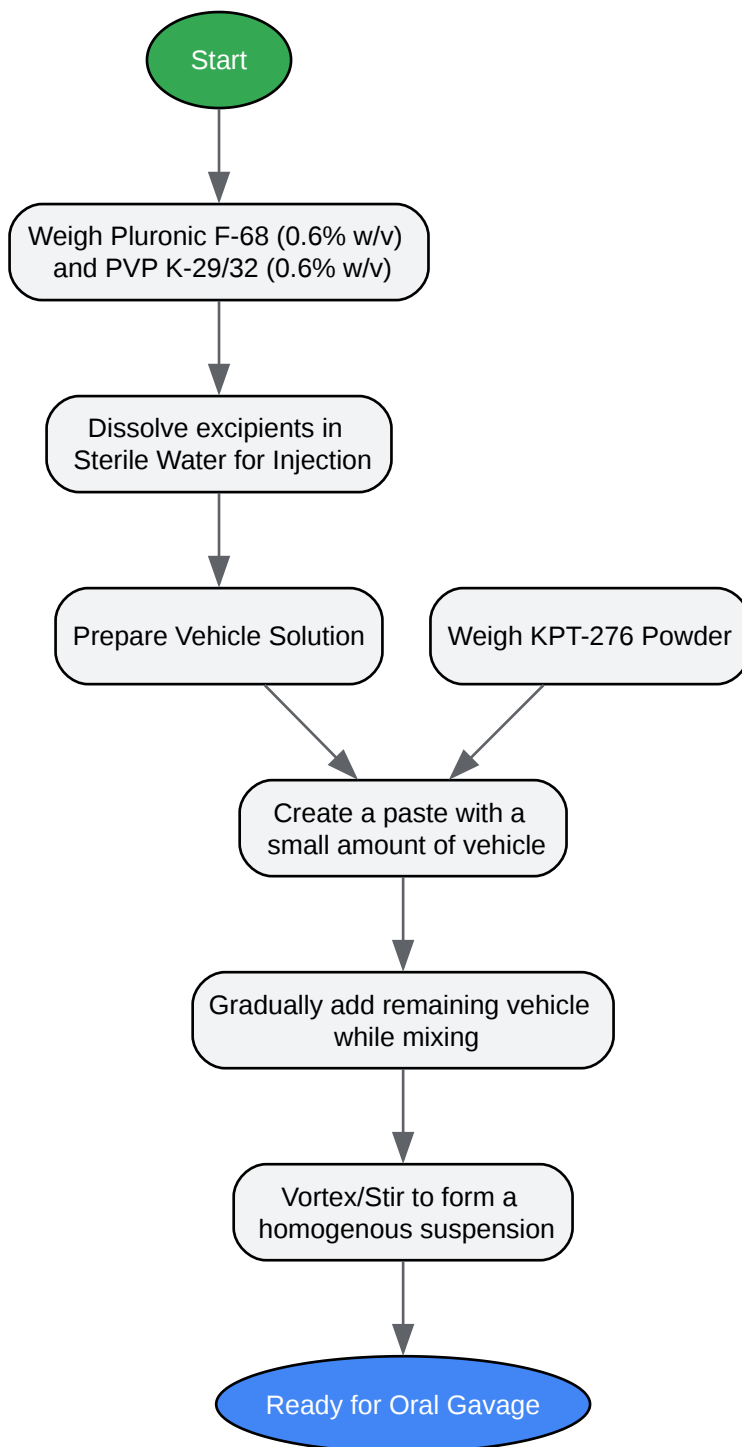 Start
Weigh Pluronic F-68 (0.6% w/v)
and PVP K-29/32 (0.6% w/v)
Dissolve excipients in
Sterile Water for Injection
Prepare Vehicle Solution
Weigh KPT-276 Powder
Create a paste with a
small amount of vehicle
Gradually add remaining vehicle
while mixing
Vortex/Stir to form a
homogenous suspension
Ready for Oral Gavage